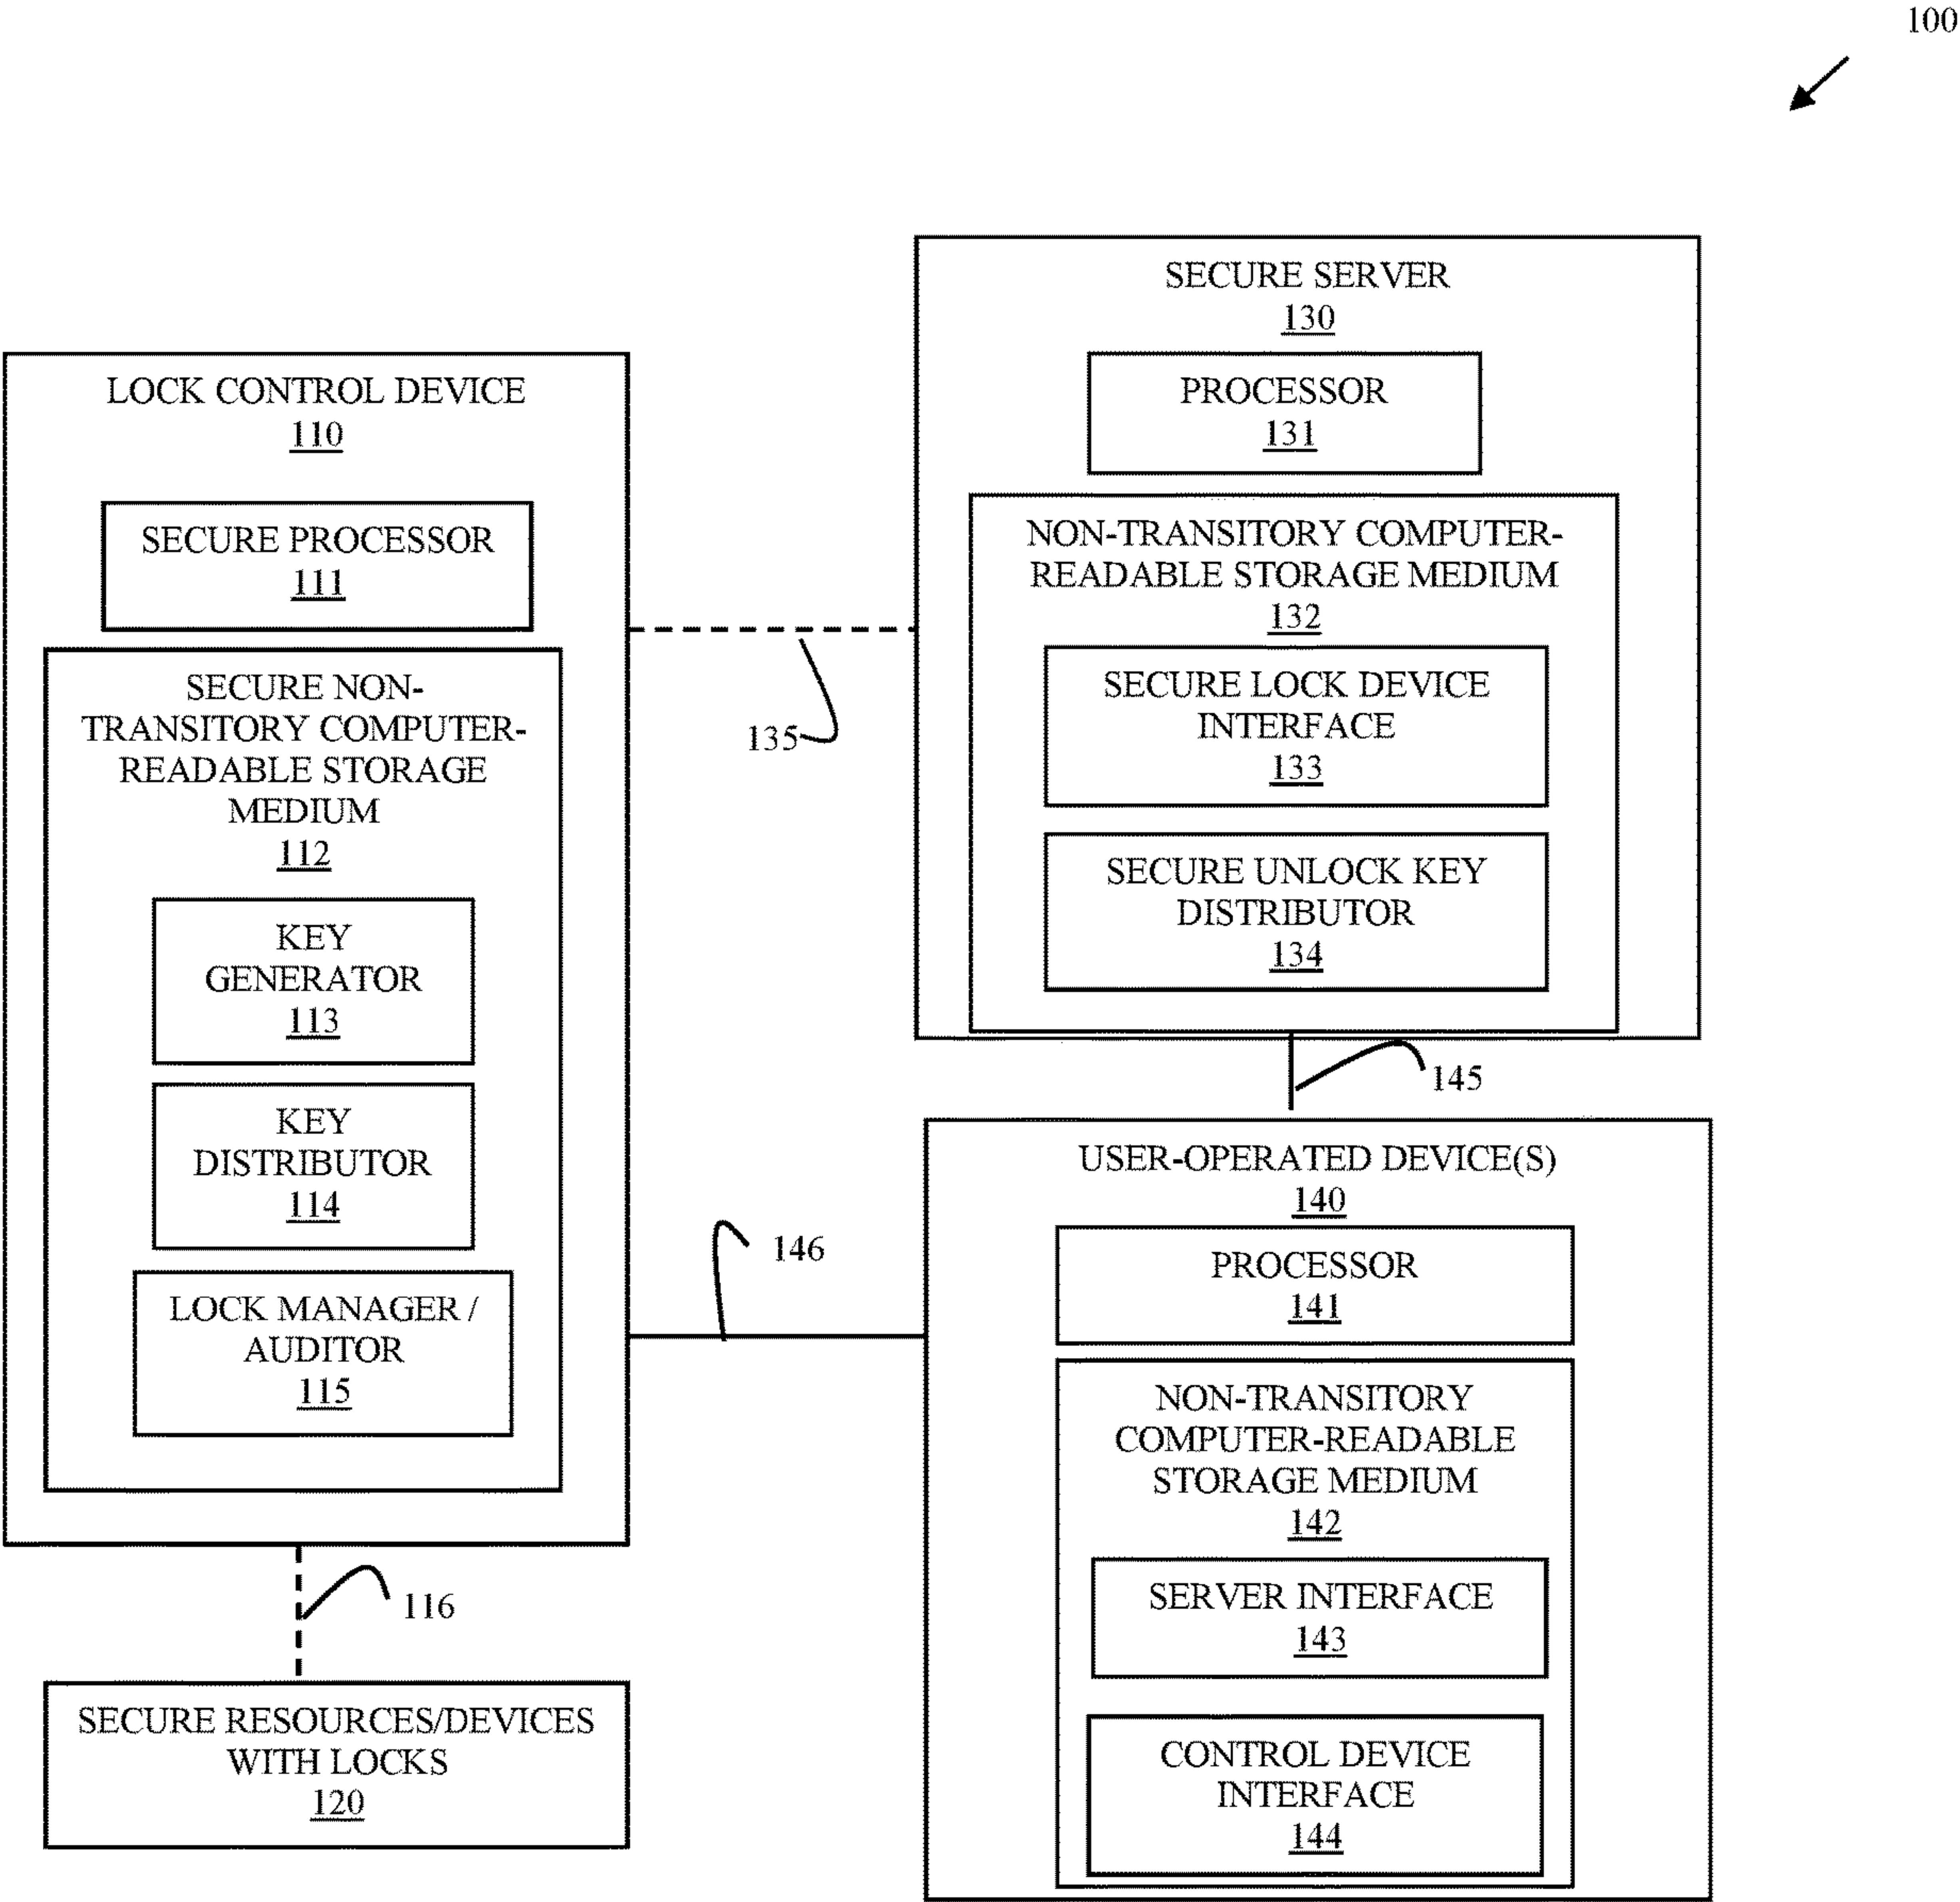 100
LOCK CONTROL DEVICE
110
SECURE PROCESSOR
111
SECURE NON-
TRANSITORY COMPUTER-
READABLE STORAGE
MEDIUM
112
KEY
GENERATOR
113
KEY
DISTRIBUTOR
114
LOCK MANAGER /
AUDITOR
115
116
SECURE RESOURCES/DEVICES
WITH LOCKS
120
135
146
SECURE SERVER
130
PROCESSOR
131
NON-TRANSITORY COMPUTER-
READABLE STORAGE MEDIUM
132
SECURE LOCK DEVICE
INTERFACE
133
SECURE UNLOCK KEY
DISTRIBUTOR
134
145
USER-OPERATED DEVICE(S)
140
PROCESSOR
141
NON-TRANSITORY
COMPUTER-READABLE
STORAGE MEDIUM
142
SERVER INTERFACE
143
CONTROL DEVICE
INTERFACE
144